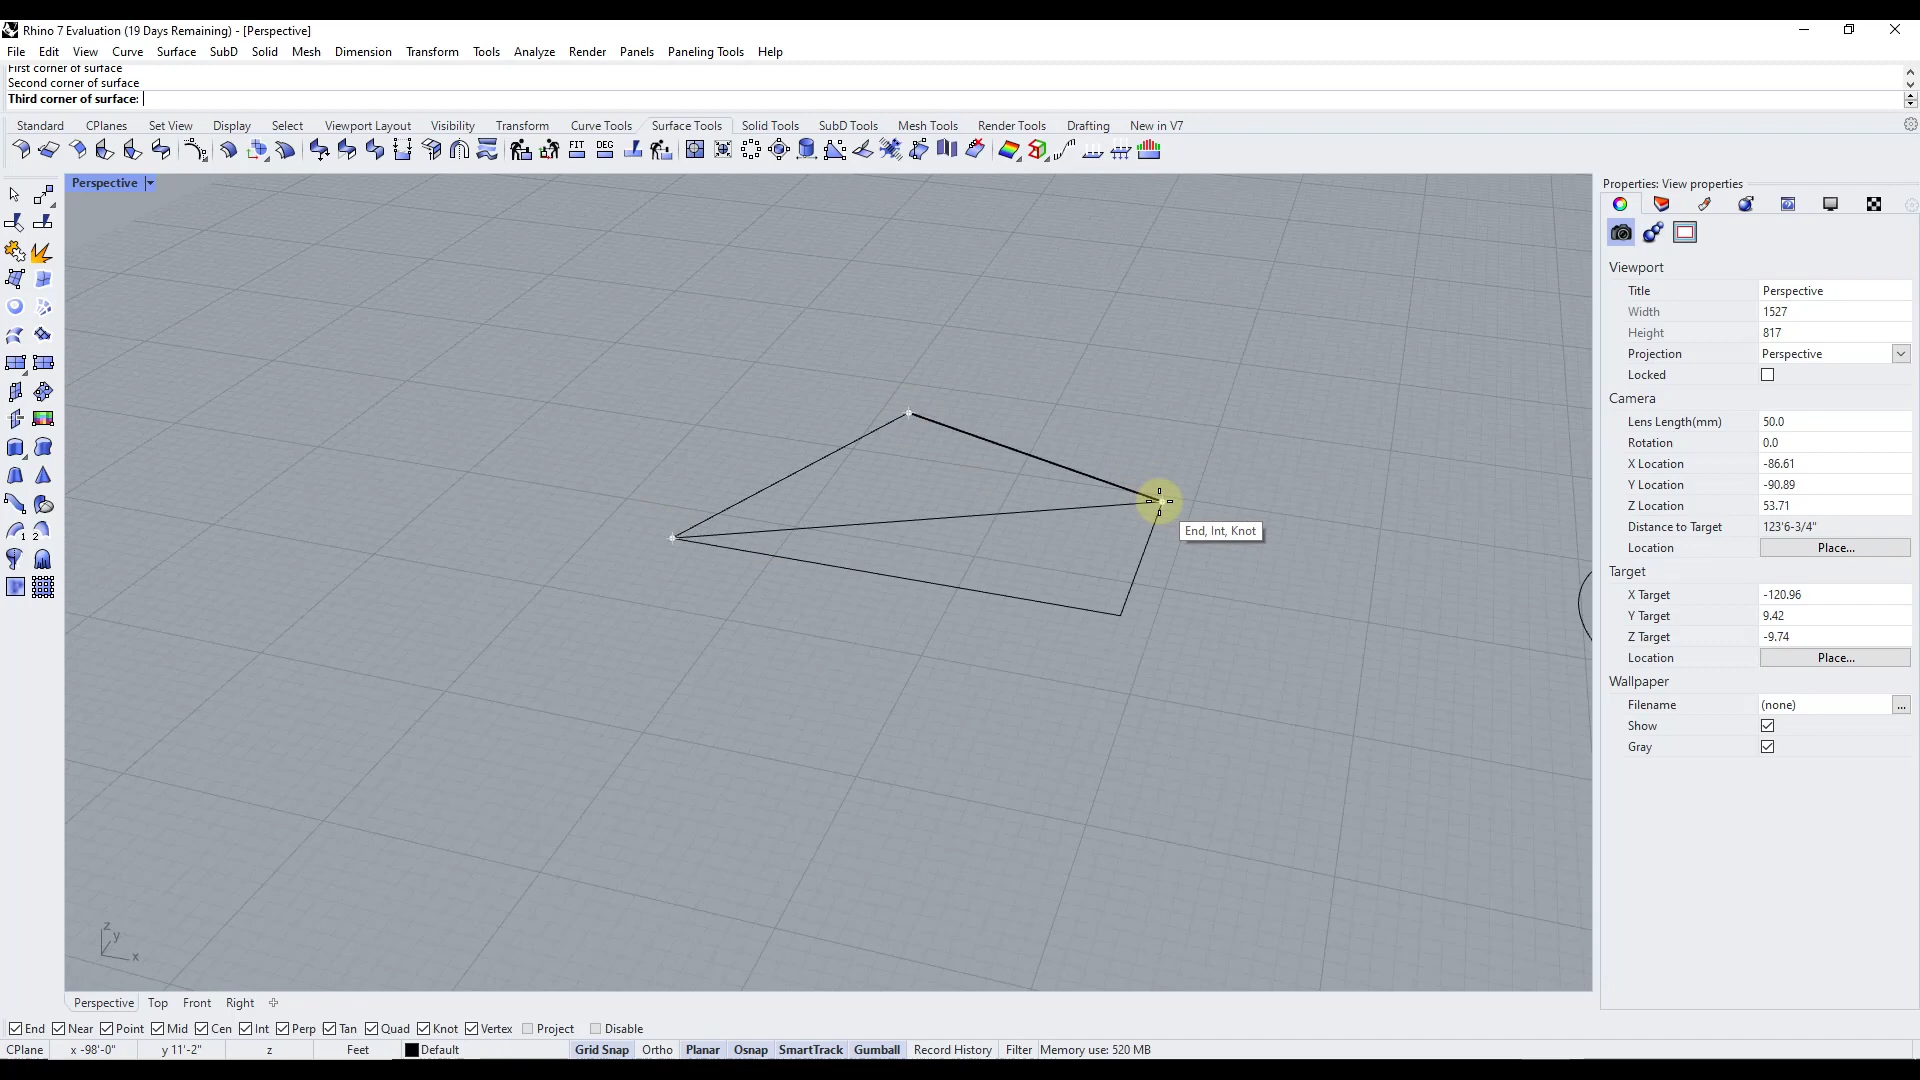 Rhino 7 Evaluation (19 Days Remaining) - [Perspective]
File Edit View Curve Surface SubD Solid Mesh Dimension Transform Tools Analyze Render Panels Paneling Tools Help
First corner of surface
Second corner of surface
Third corner of surface:
Standard CPlanes Set View Display Select Viewport Layout Visibility Transform Curve Tools Surface Tools Solid Tools SubD Tools Mesh Tools Render Tools Drafting New in V7
FIT DEG
Perspective
Properties: View properties
Viewport
Title Perspective
Width 1527
Height 817
Projection Perspective
Locked
Camera
Lens Length(mm) 50.0
Rotation 0.0
X Location -86.61
Y Location -90.89
Z Location 53.71
Distance to Target 123'6-3/4"
Location Place...
Target
X Target -120.96
Y Target 9.42
Z Target -9.74
Location Place...
Wallpaper
Filename (none) ...
Show
Gray
End, Int, Knot
1 2
z
y
x
Perspective Top Front Right
End Near Point Mid Cen Int Perp Tan Quad Knot Vertex Project Disable
CPlane x -98'-0" y 11'-2" z Feet Default Grid Snap Ortho Planar Osnap SmartTrack Gumball Record History Filter Memory use: 520 MB